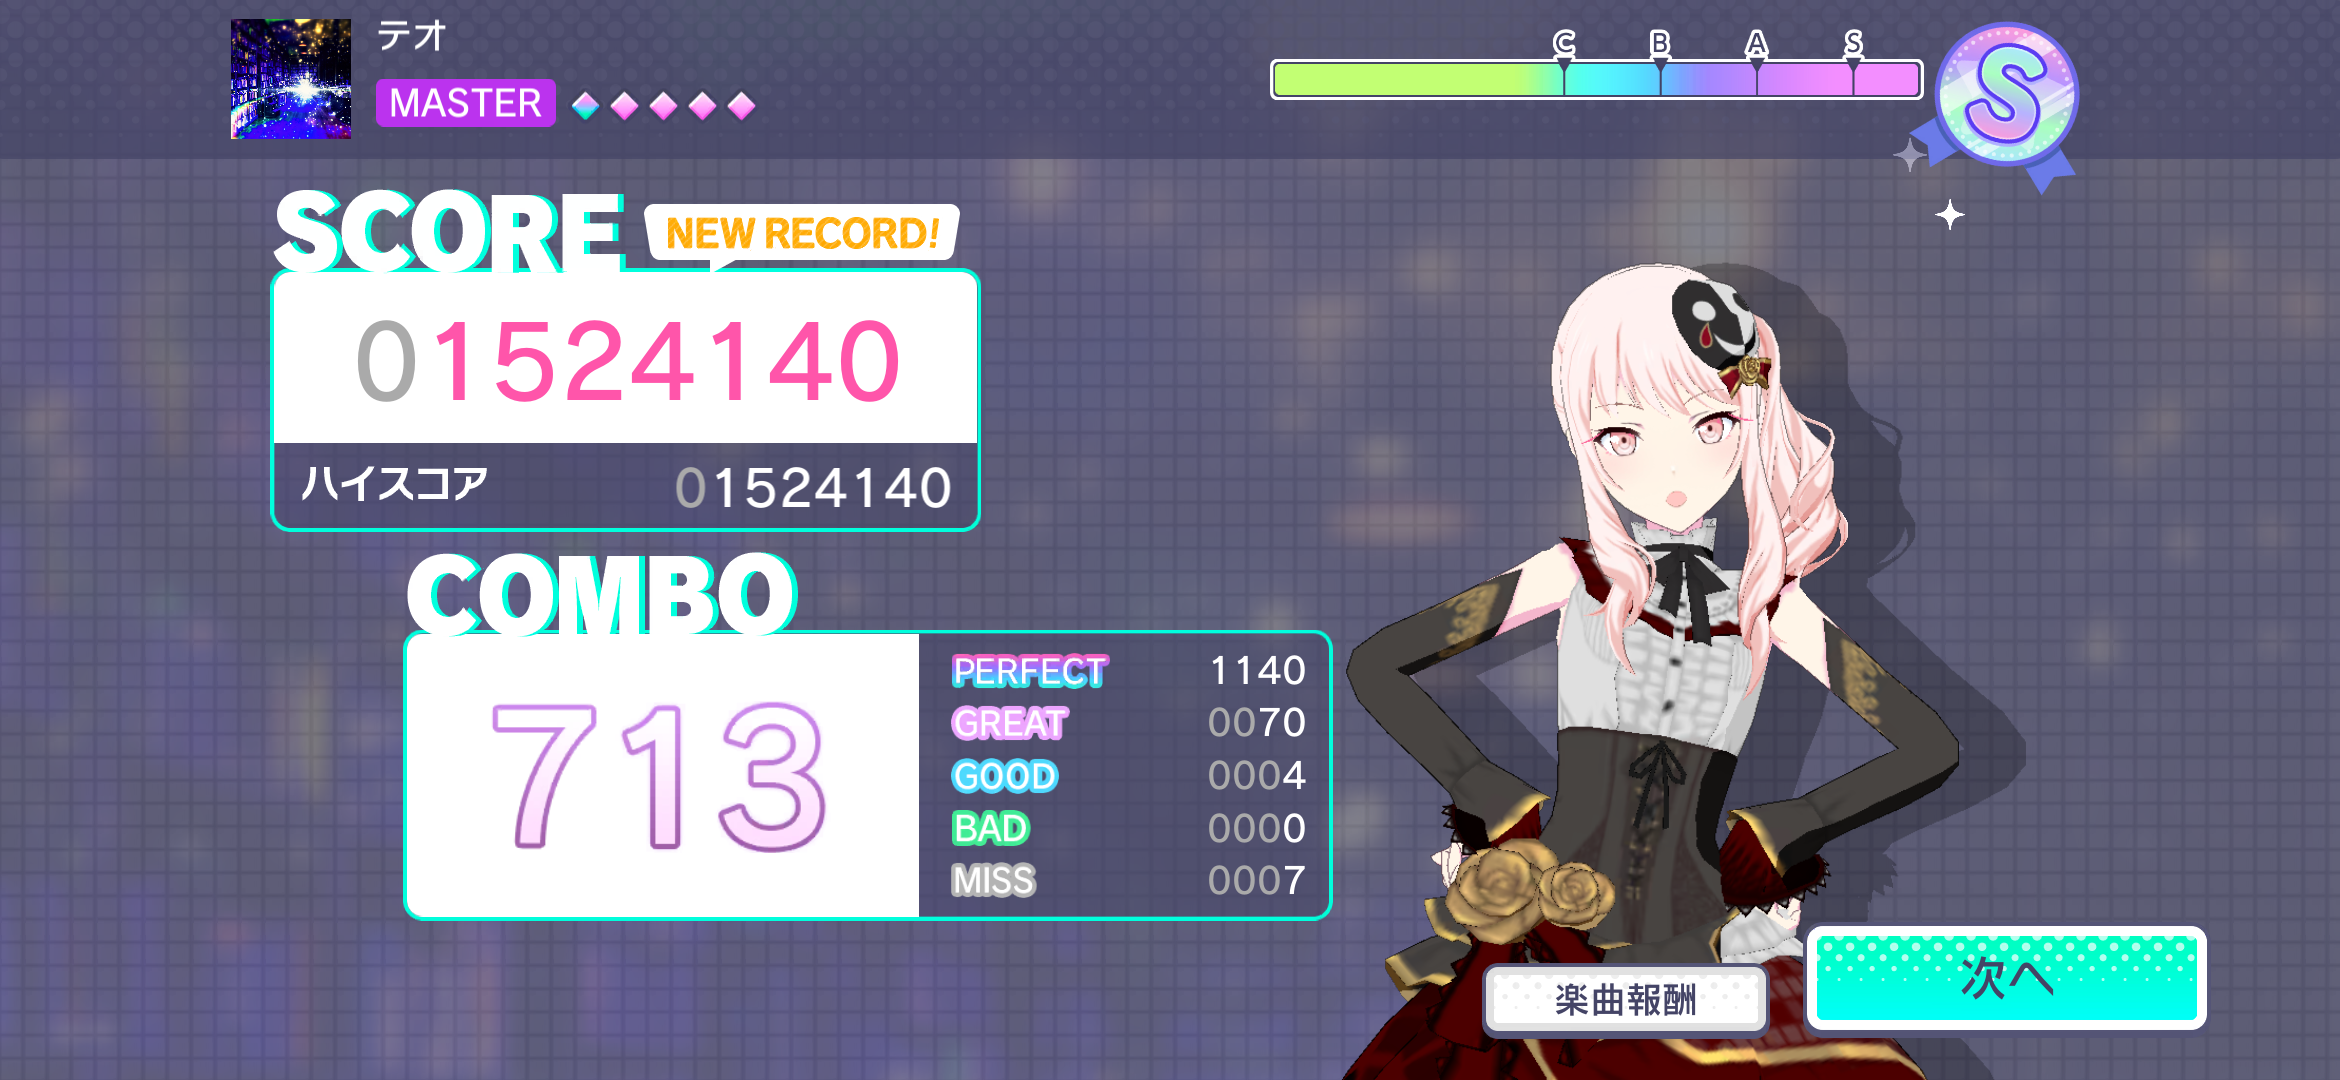 テオ
MASTER
C B A S
S
SCORE
NEW RECORD!
01524140
ハイスコア 01524140
COMBO
713
PERFECT 1140
GREAT 0070
GOOD 0004
BAD 0000
MISS 0007
楽曲報酬
次へ